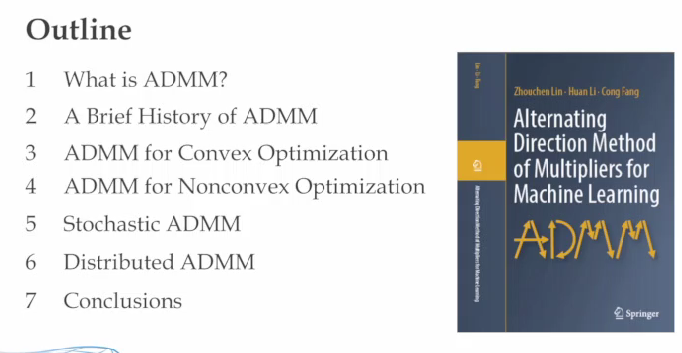 Outline
1 What is ADMM?
2 A Brief History of ADMM
3 ADMM for Convex Optimization
4 ADMM for Nonconvex Optimization
5 Stochastic ADMM
6 Distributed ADMM
7 Conclusions
Zhouchen Lin · Huan Li · Cong Fang
Alternating
Direction Method
of Multipliers for
Machine Learning
ADMM
Springer
Lin · Li · Fang
Alternating Direction Method of Multipliers for Machine Learning